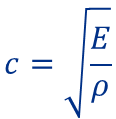 c = √(E/ρ)